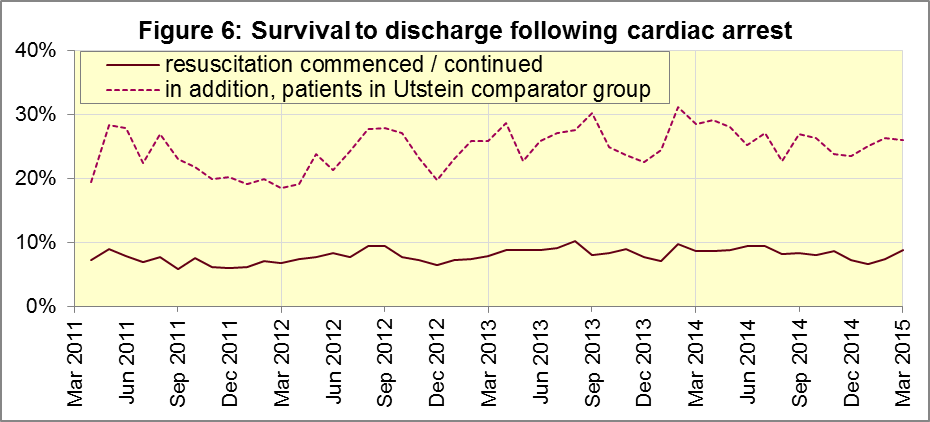 Figure 6: Survival to discharge following cardiac arrest
40%
resuscitation commenced / continued
in addition, patients in Utstein comparator group
30%
20%
10%
0%
Mar 2011
Jun 2011
Sep 2011
Dec 2011
Mar 2012
Jun 2012
Sep 2012
Dec 2012
Mar 2013
Jun 2013
Sep 2013
Dec 2013
Mar 2014
Jun 2014
Sep 2014
Dec 2014
Mar 2015